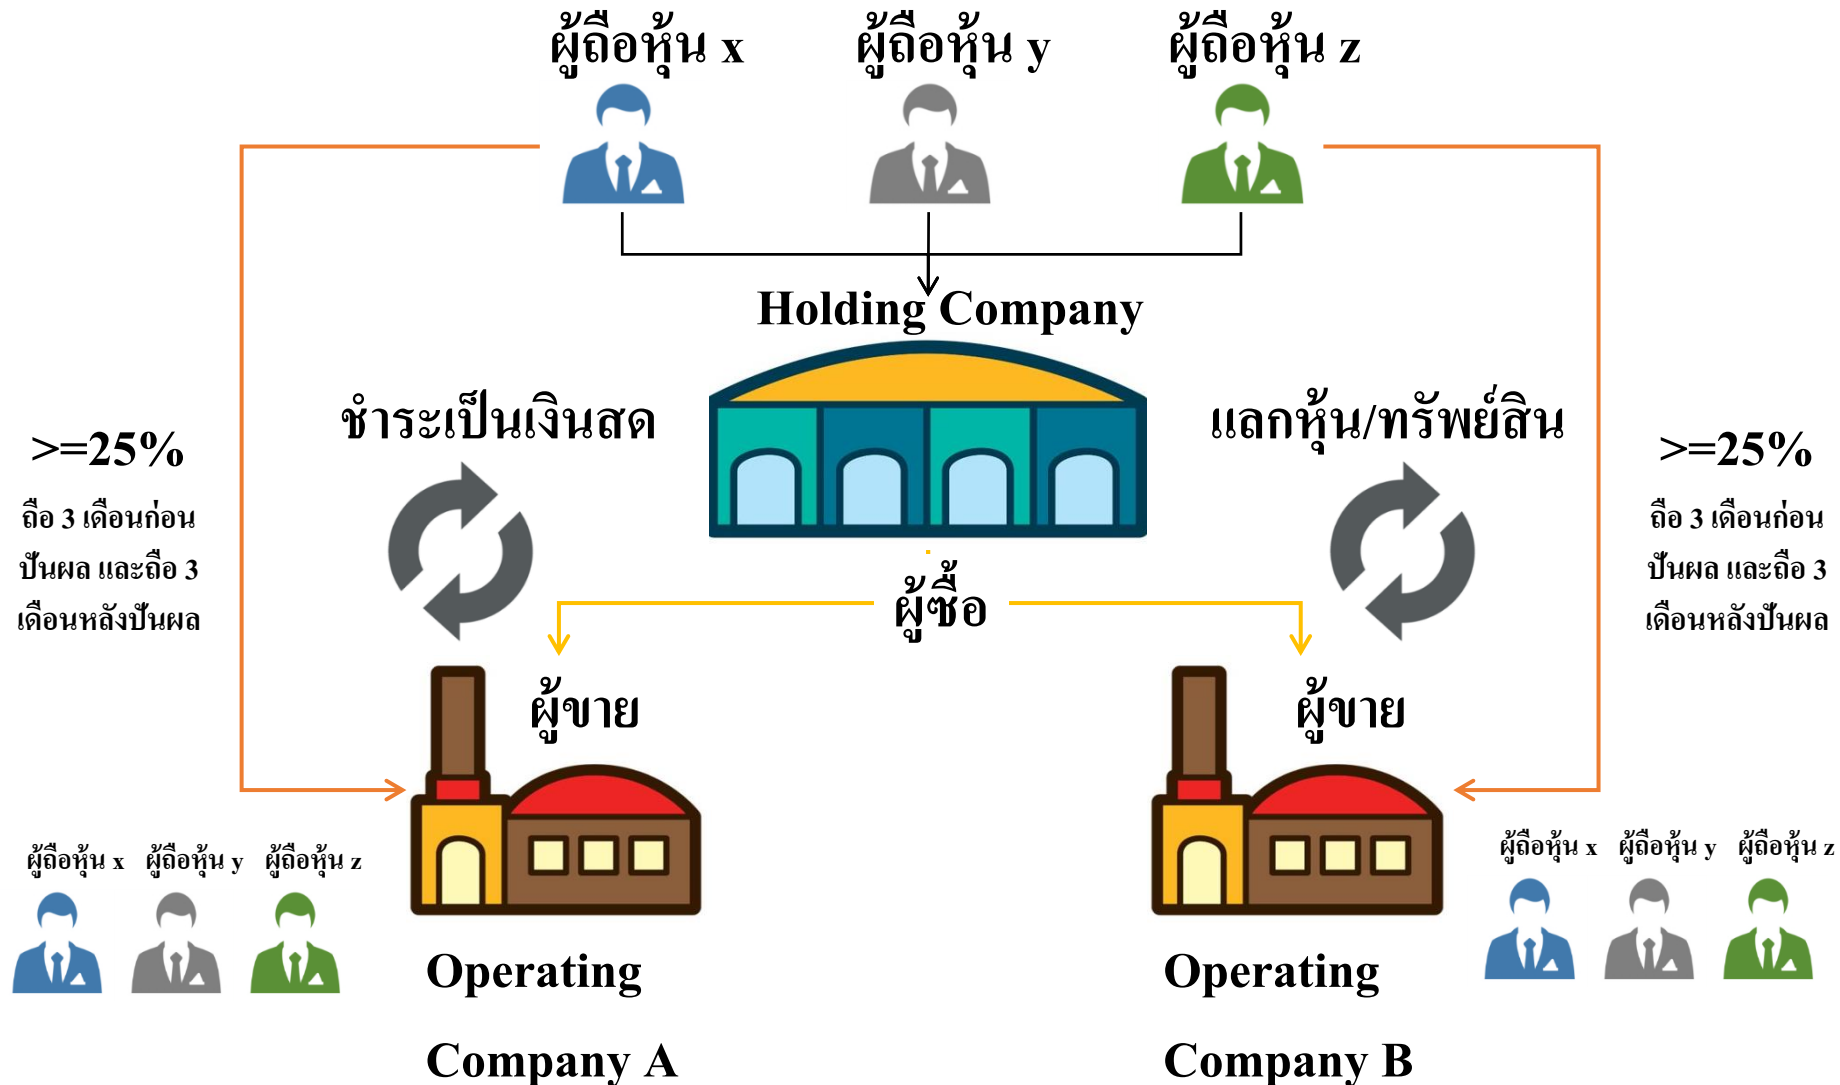 ผู้ถือหุ้น x
ผู้ถือหุ้น y
ผู้ถือหุ้น z
Holding Company
ชำระเป็นเงินสด
แลกหุ้น/ทรัพย์สิน
>=25%
ถือ 3 เดือนก่อน
ปันผล และถือ 3
เดือนหลังปันผล
>=25%
ถือ 3 เดือนก่อน
ปันผล และถือ 3
เดือนหลังปันผล
ผู้ซื้อ
ผู้ขาย
ผู้ขาย
ผู้ถือหุ้น x
ผู้ถือหุ้น y
ผู้ถือหุ้น z
ผู้ถือหุ้น x
ผู้ถือหุ้น y
ผู้ถือหุ้น z
Operating
Company A
Operating
Company B